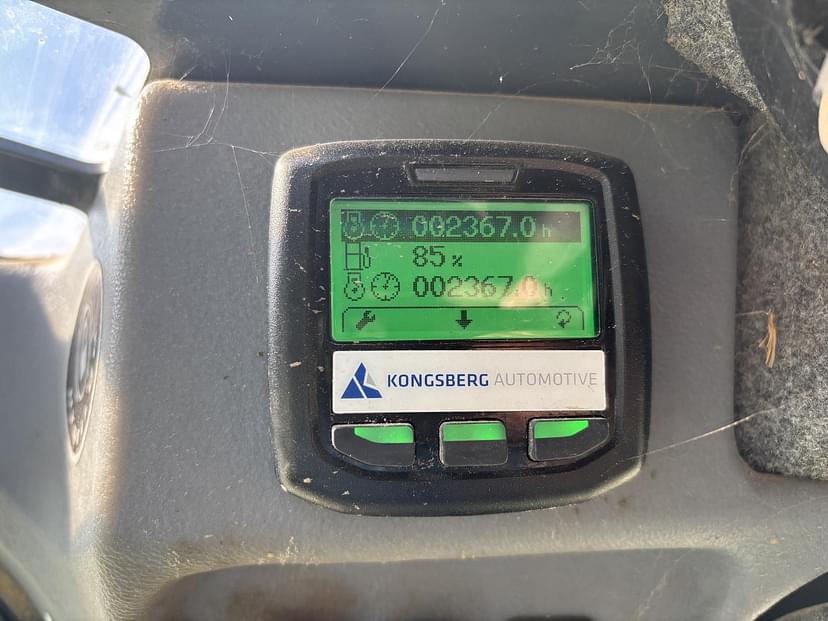 002367.0 h
85 %
002367.0 h
KONGSBERG AUTOMOTIVE